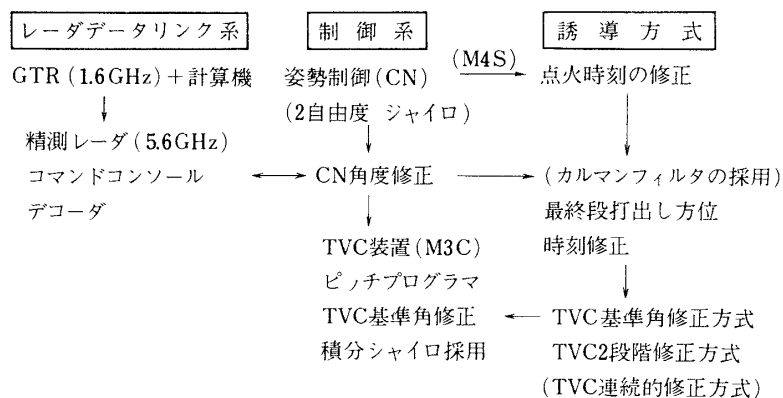 レーダデータリンク系
GTR(1.6GHz)+計算機
精測レーダ(5.6GHz)
コマンドコンソール
デコーダ
制御系
姿勢制御(CN)
(2自由度 ジャイロ)
CN角度修正
TVC装置(M3C)
ピッチプログラマ
TVC基準角修正
積分シャイロ採用
(M4S)
誘導方式
点火時刻の修正
(カルマンフィルタの採用)
最終段打出し方位
時刻修正
TVC基準角修正方式
TVC2段階修正方式
(TVC連続的修正方式)